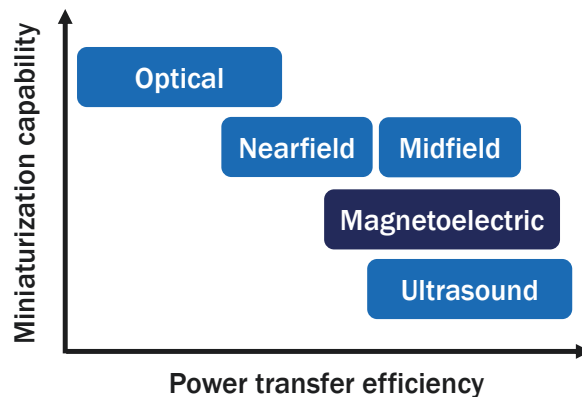 Miniaturization capability
Optical
Nearfield
Midfield
Magnetoelectric
Ultrasound
Power transfer efficiency